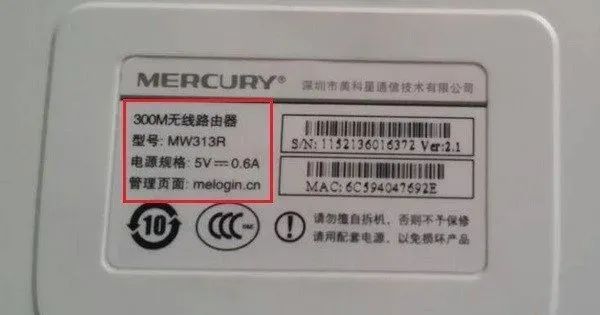 MERCURY® 深圳市美科星通信技术有限公司
300M无线路由器
型号: MW313R
电源规格: 5V⎓0.6A
管理页面: melogin.cn
S/N: 1152136016372 Ver:2.1
MAC: 6C594047692E
10
CCC
请勿擅自拆机，否则不予保修
请用配套电源，以免损坏产品